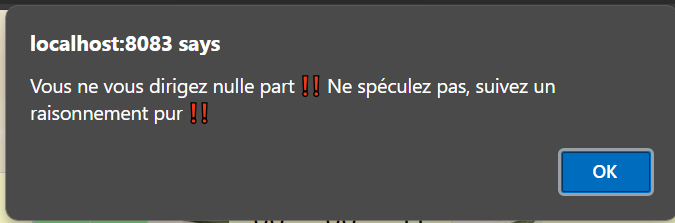 localhost:8083 says
Vous ne vous dirigez nulle part ‼️ Ne spéculez pas, suivez un
raisonnement pur ‼️
OK